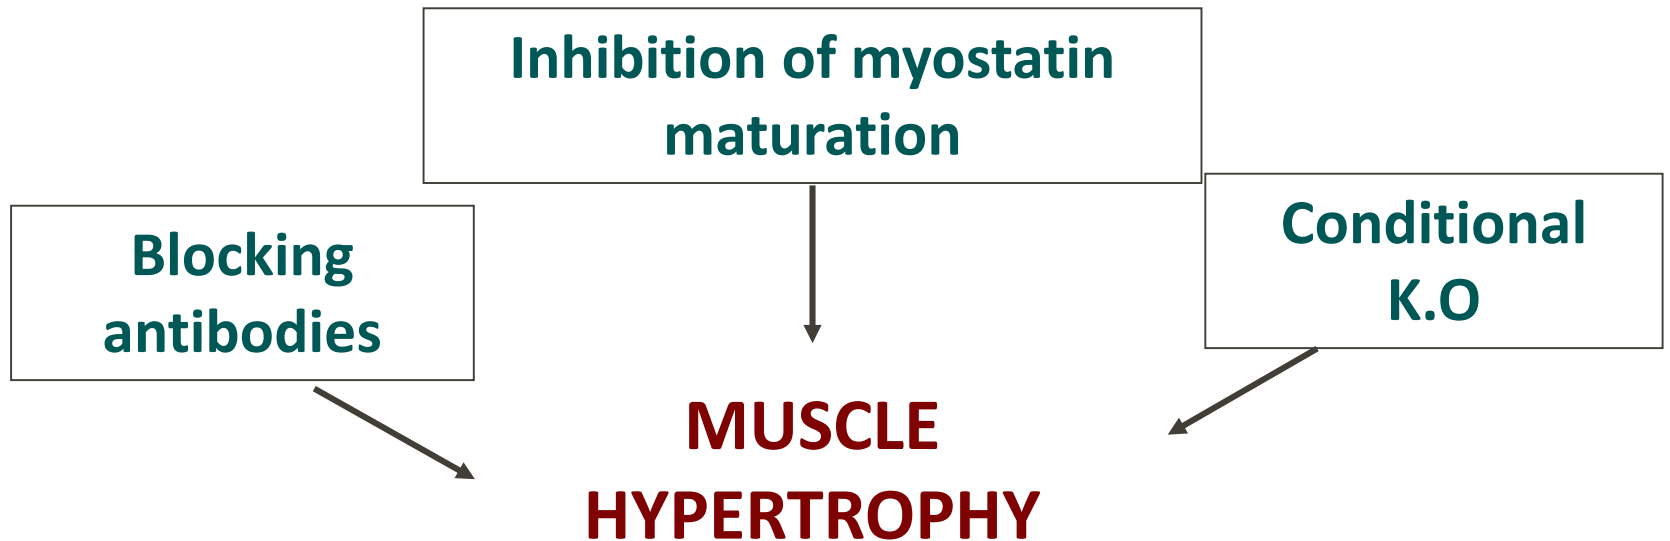 Inhibition of myostatin
maturation
Blocking
antibodies
Conditional
K.O
MUSCLE
HYPERTROPHY